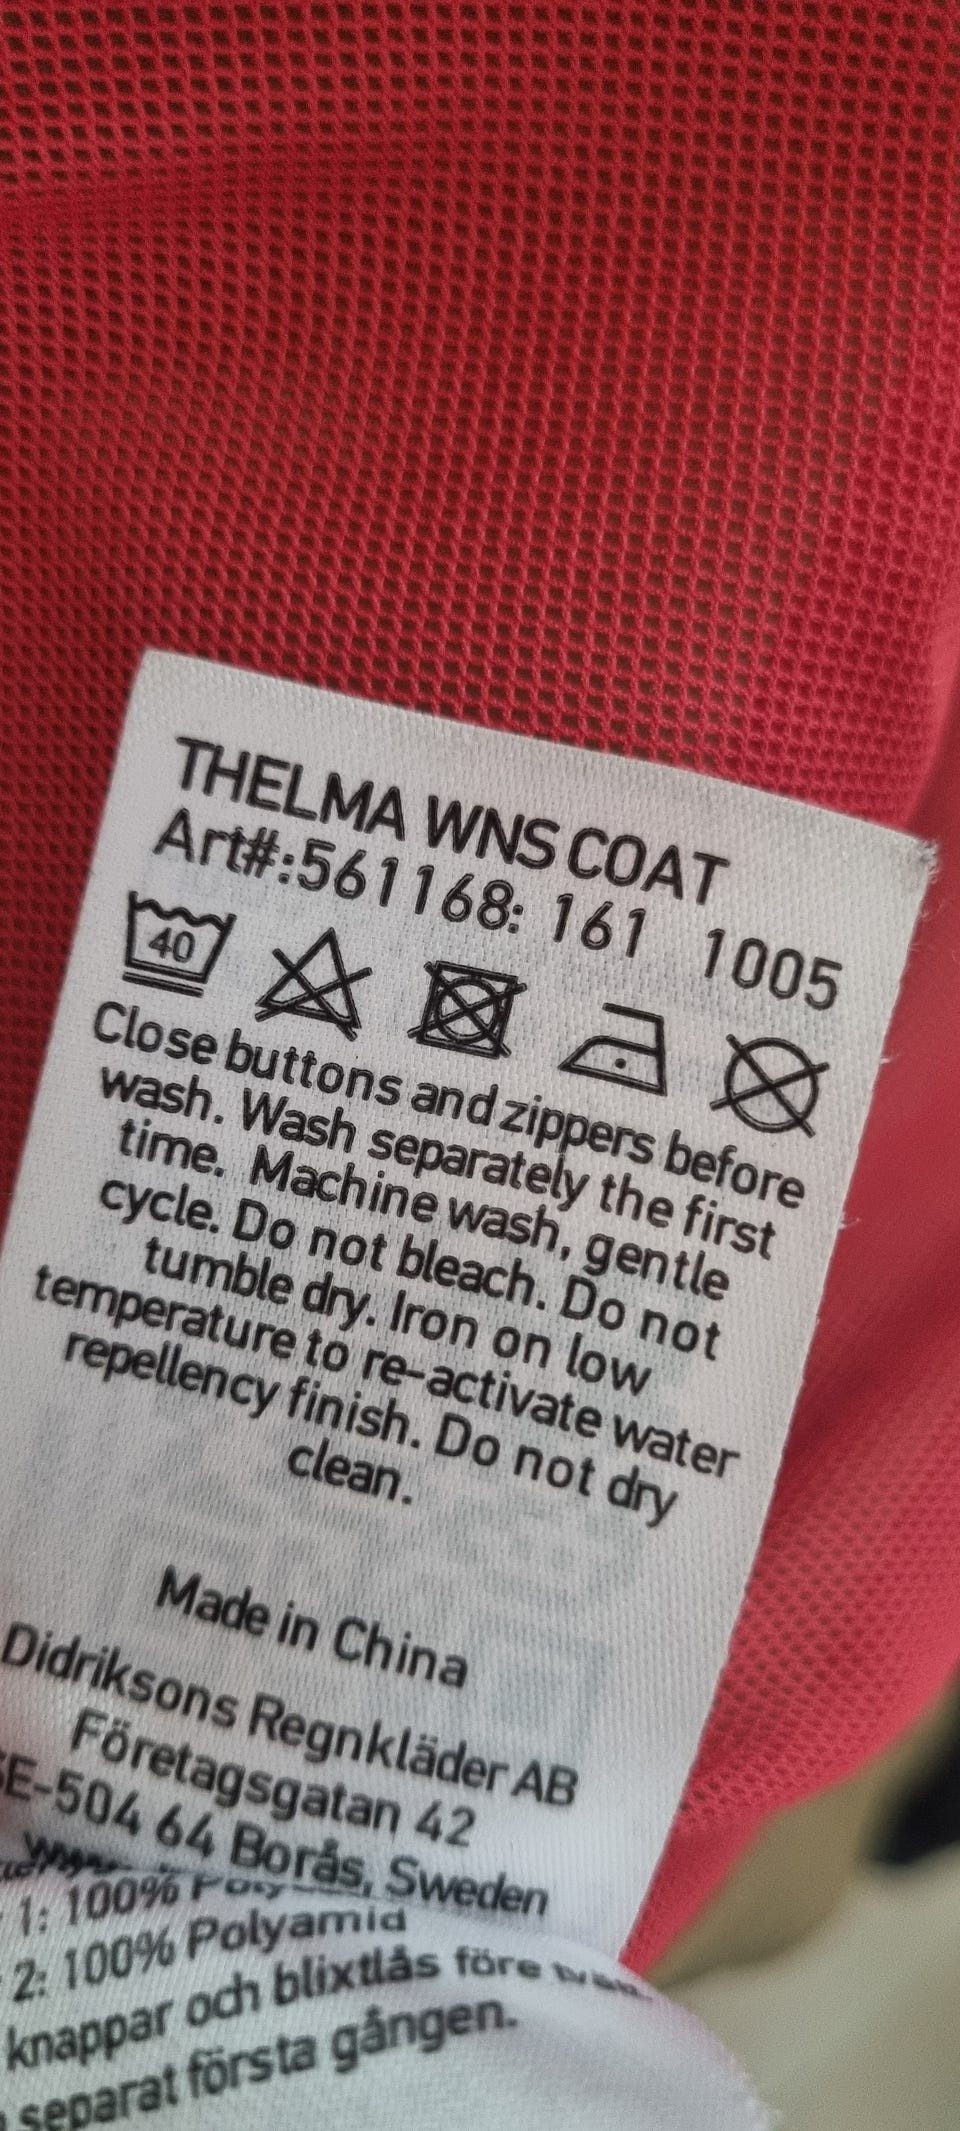 THELMA WNS COAT
Art#:561168: 161 1005
40
Close buttons and zippers before
wash. Wash separately the first
time. Machine wash, gentle
cycle. Do not bleach. Do not
tumble dry. Iron on low
temperature to re-activate water
repellency finish. Do not dry
clean.
Made in China
Didriksons Regnkläder AB
Företagsgatan 42
SE-504 64 Borås, Sweden
1: 100%
2: 100% Polyamid
knappar och blixtlås före
separat första gången.